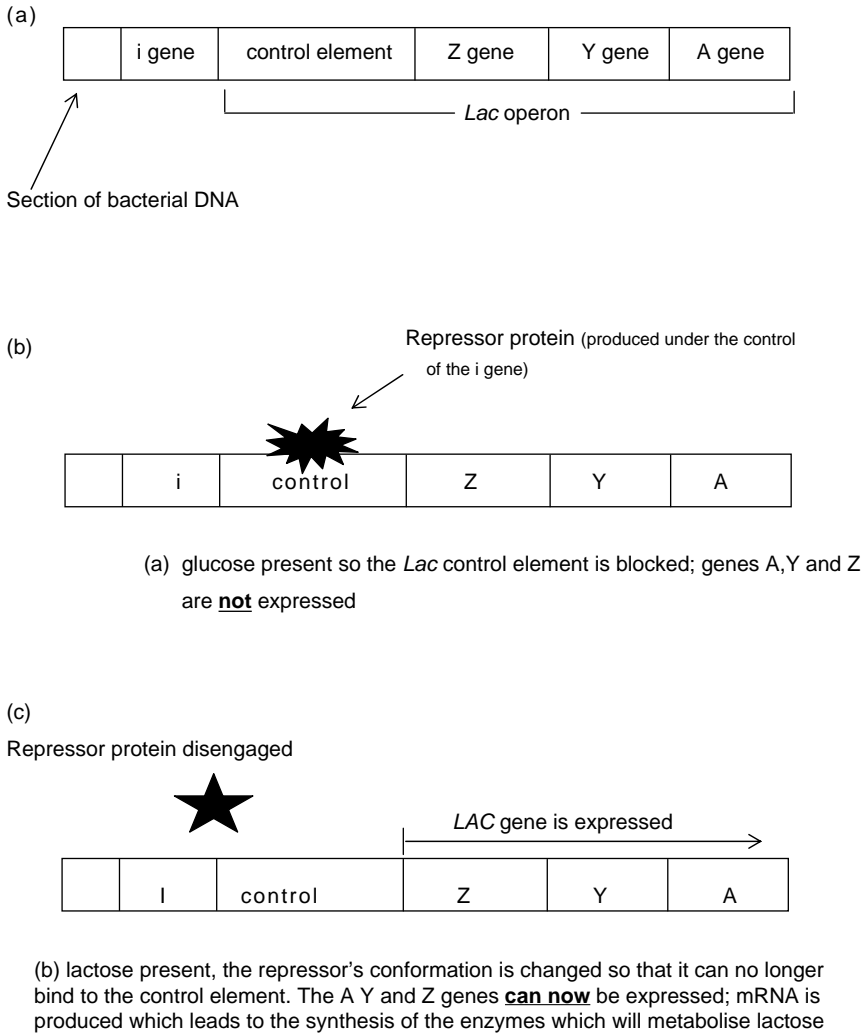 (a)
i gene control element Z gene Y gene A gene
Lac operon
Section of bacterial DNA
(b)
Repressor protein (produced under the control
of the i gene)
i control Z Y A
(a) glucose present so the Lac control element is blocked; genes A,Y and Z
are not expressed
(c)
Repressor protein disengaged
LAC gene is expressed
I control Z Y A
(b) lactose present, the repressor's conformation is changed so that it can no longer
bind to the control element. The A Y and Z genes can now be expressed; mRNA is
produced which leads to the synthesis of the enzymes which will metabolise lactose